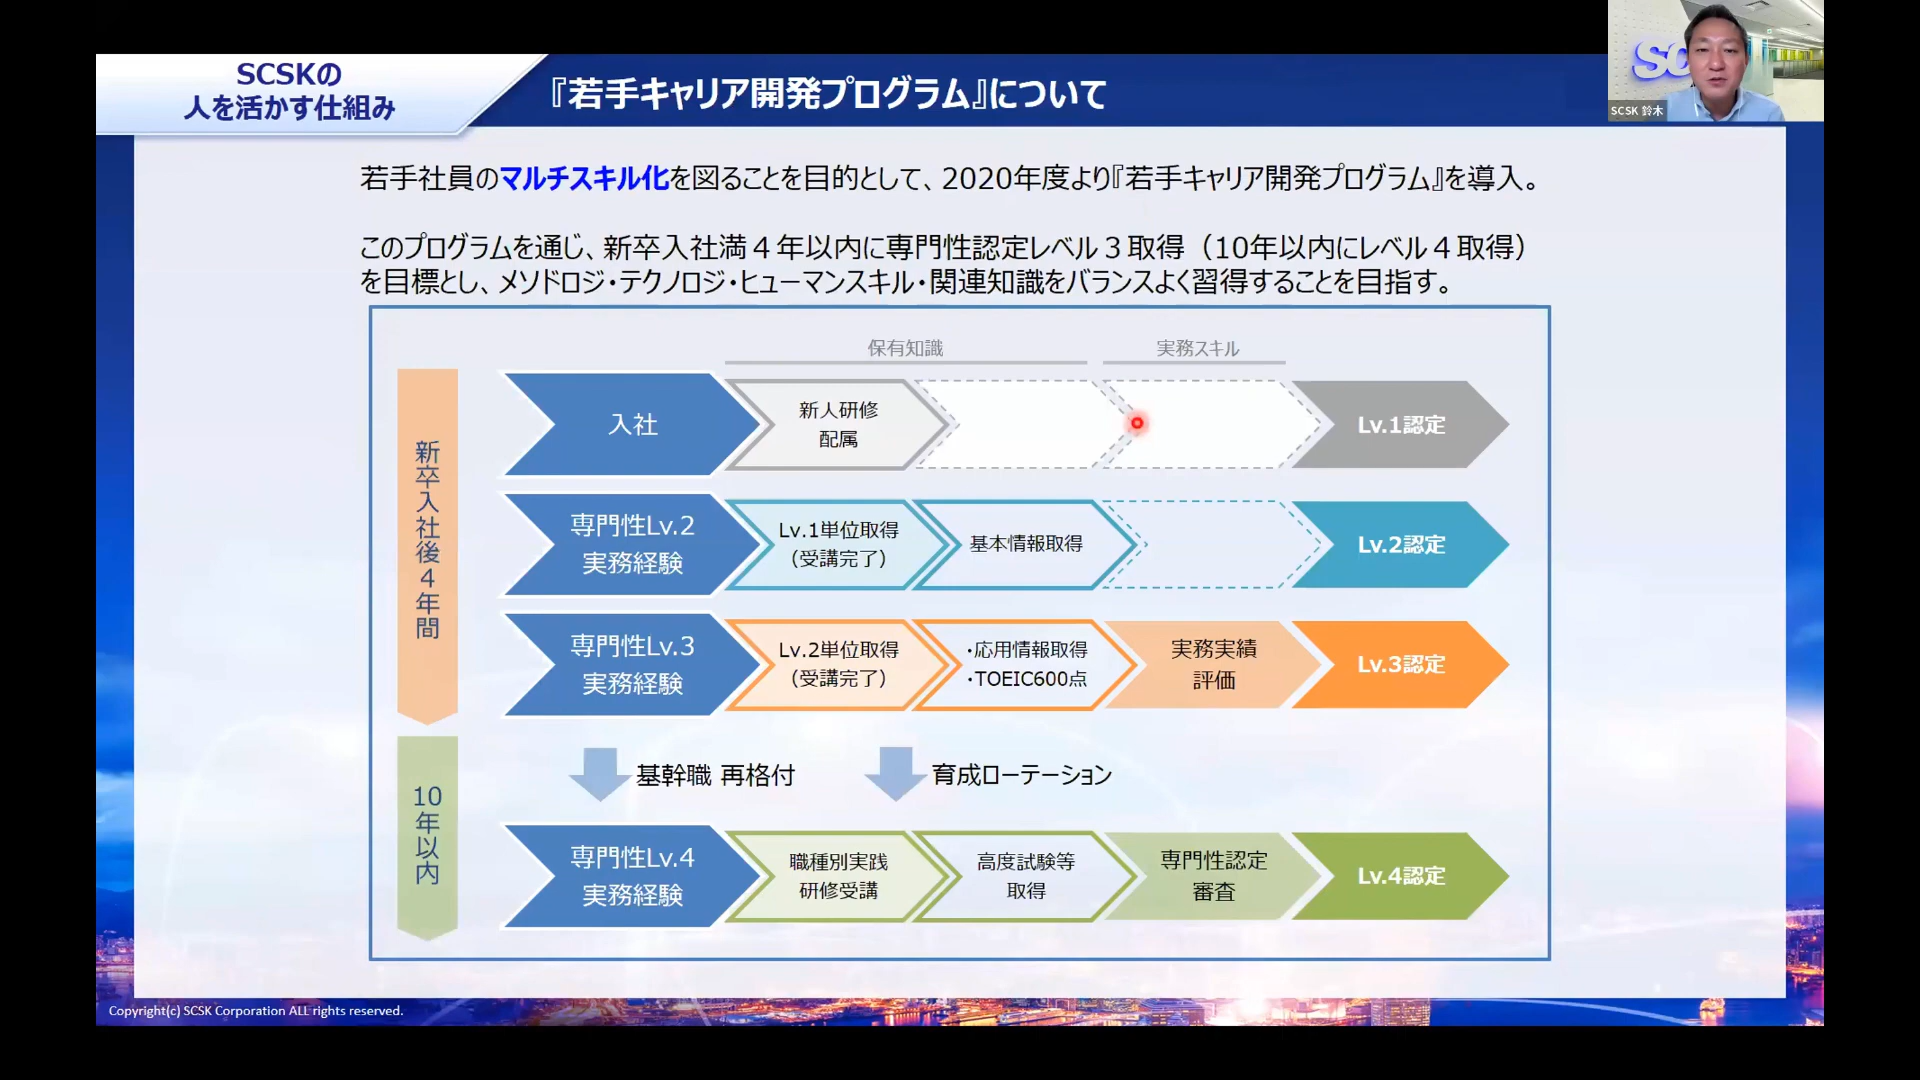 SCSKの
人を活かす仕組み
『若手キャリア開発プログラム』について
SCSK 鈴木
若手社員のマルチスキル化を図ることを目的として、2020年度より『若手キャリア開発プログラム』を導入。
このプログラムを通じ、新卒入社満４年以内に専門性認定レベル３取得（10年以内にレベル４取得）
を目標とし、メソドロジ・テクノロジ・ヒューマンスキル・関連知識をバランスよく習得することを目指す。
保有知識
実務スキル
新卒入社後４年間
入社
新人研修
配属
Lv.1認定
専門性Lv.2
実務経験
Lv.1単位取得
（受講完了）
基本情報取得
Lv.2認定
専門性Lv.3
実務経験
Lv.2単位取得
（受講完了）
・応用情報取得
・TOEIC600点
実務実績
評価
Lv.3認定
基幹職 再格付
育成ローテーション
10年以内
専門性Lv.4
実務経験
職種別実践
研修受講
高度試験等
取得
専門性認定
審査
Lv.4認定
Copyright(c) SCSK Corporation ALL rights reserved.